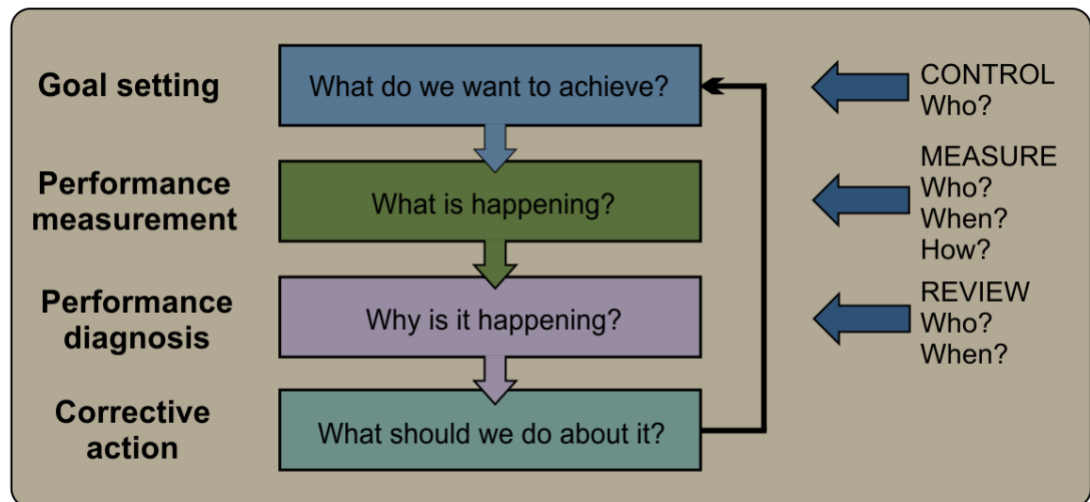 Goal setting
What do we want to achieve?
CONTROL
Who?
Performance
measurement
What is happening?
MEASURE
Who?
When?
How?
Performance
diagnosis
Why is it happening?
REVIEW
Who?
When?
Corrective
action
What should we do about it?